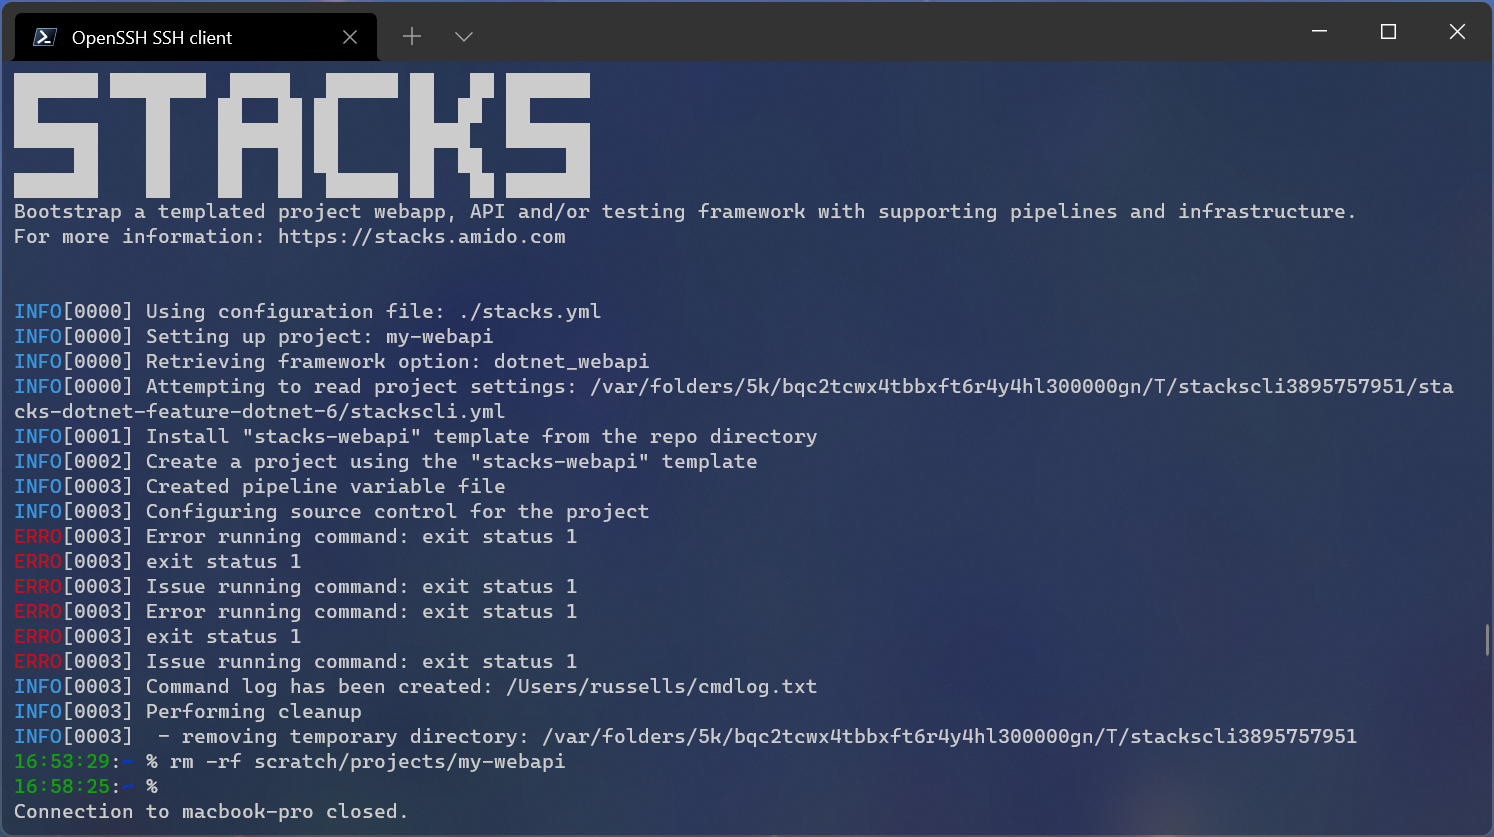 OpenSSH SSH client
STACKS
Bootstrap a templated project webapp, API and/or testing framework with supporting pipelines and infrastructure.
For more information: https://stacks.amido.com
INFO[0000] Using configuration file: ./stacks.yml
INFO[0000] Setting up project: my-webapi
INFO[0000] Retrieving framework option: dotnet_webapi
INFO[0000] Attempting to read project settings: /var/folders/5k/bqc2tcwx4tbbxft6r4y4hl300000gn/T/stackscli3895757951/sta
cks-dotnet-feature-dotnet-6/stackscli.yml
INFO[0001] Install "stacks-webapi" template from the repo directory
INFO[0002] Create a project using the "stacks-webapi" template
INFO[0003] Created pipeline variable file
INFO[0003] Configuring source control for the project
ERRO[0003] Error running command: exit status 1
ERRO[0003] exit status 1
ERRO[0003] Issue running command: exit status 1
ERRO[0003] Error running command: exit status 1
ERRO[0003] exit status 1
ERRO[0003] Issue running command: exit status 1
INFO[0003] Command log has been created: /Users/russells/cmdlog.txt
INFO[0003] Performing cleanup
INFO[0003]  - removing temporary directory: /var/folders/5k/bqc2tcwx4tbbxft6r4y4hl300000gn/T/stackscli3895757951
16:53:29:~ % rm -rf scratch/projects/my-webapi
16:58:25:~ %
Connection to macbook-pro closed.